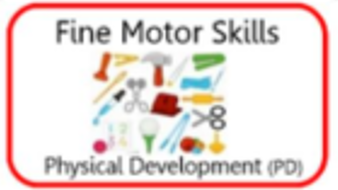 Fine Motor Skills
Physical Development (PD)